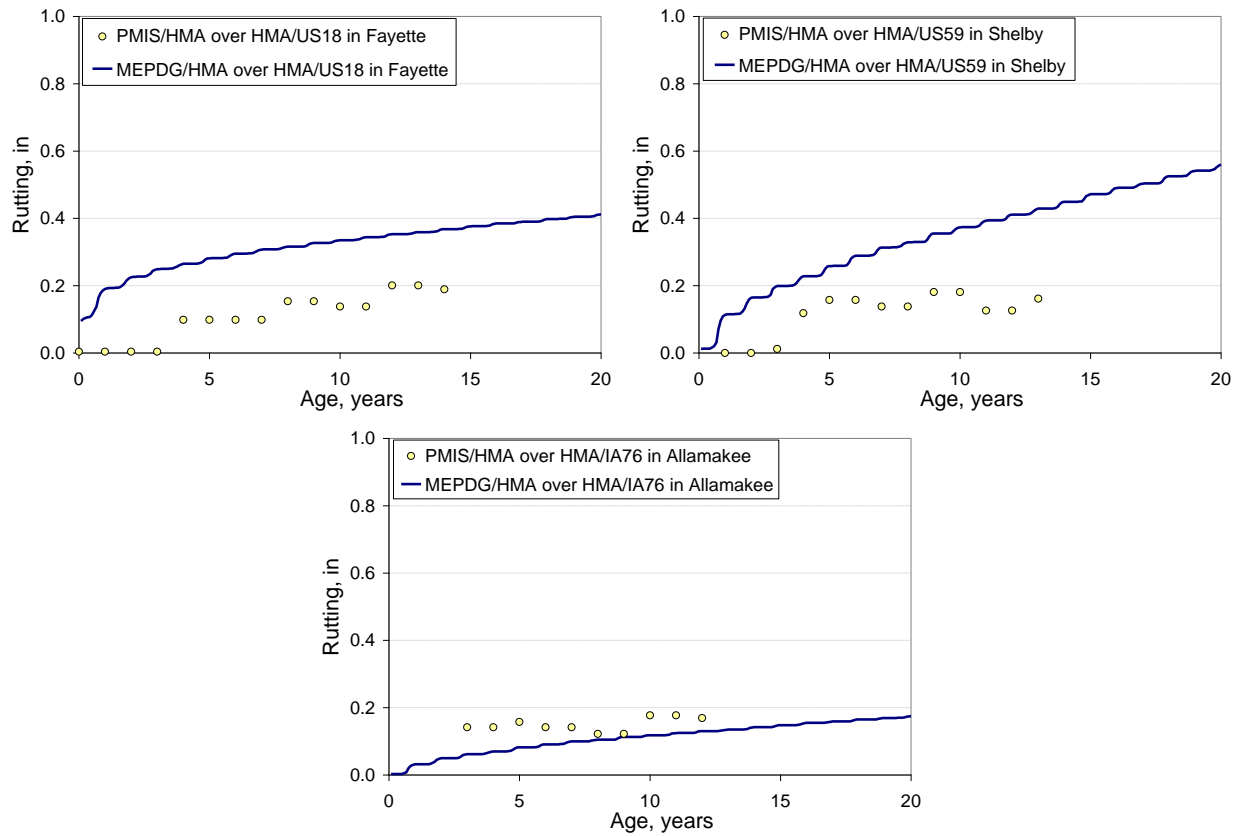 PMIS/HMA over HMA/US18 in Fayette
MEPDG/HMA over HMA/US18 in Fayette
Rutting, in
1.0
0.8
0.6
0.4
0.2
0.0
0 5 10 15 20
Age, years
PMIS/HMA over HMA/US59 in Shelby
MEPDG/HMA over HMA/US59 in Shelby
Rutting, in
1.0
0.8
0.6
0.4
0.2
0.0
0 5 10 15 20
Age, years
PMIS/HMA over HMA/IA76 in Allamakee
MEPDG/HMA over HMA/IA76 in Allamakee
Rutting, in
1.0
0.8
0.6
0.4
0.2
0.0
0 5 10 15 20
Age, years